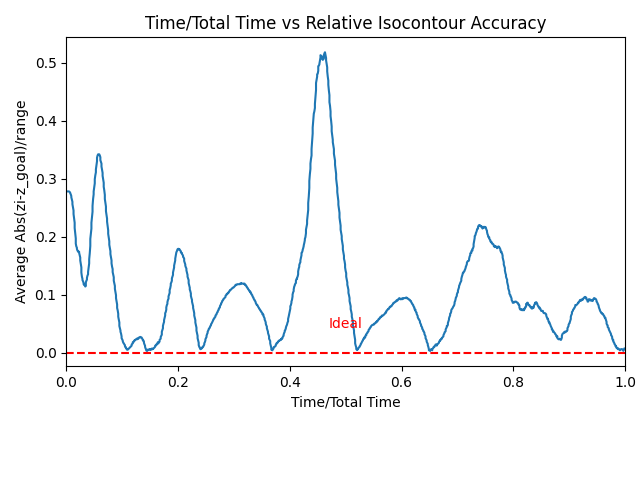 Time/Total Time vs Relative Isocontour Accuracy
Average Abs(zi-z_goal)/range
0.5
0.4
0.3
0.2
0.1
0.0
Ideal
0.0 0.2 0.4 0.6 0.8 1.0
Time/Total Time